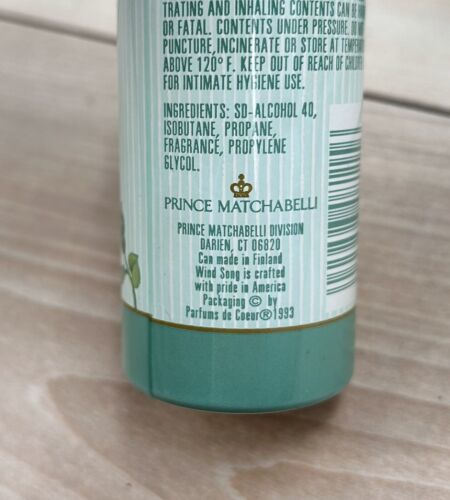 TRATING AND INHALING CONTENTS CAN BE
OR FATAL. CONTENTS UNDER PRESSURE. DO NOT
PUNCTURE,INCINERATE OR STORE AT
ABOVE 120° F. KEEP OUT OF REACH OF
FOR INTIMATE HYGIENE USE.
INGREDIENTS: SD-ALCOHOL 40,
ISOBUTANE, PROPANE,
FRAGRANCE, PROPYLENE
GLYCOL.
PRINCE MATCHABELLI
PRINCE MATCHABELLI DIVISION
DARIEN, CT 06820
Can made in Finland
Wind Song is crafted
with pride in America
Packaging © by
Parfums de Coeur®1993